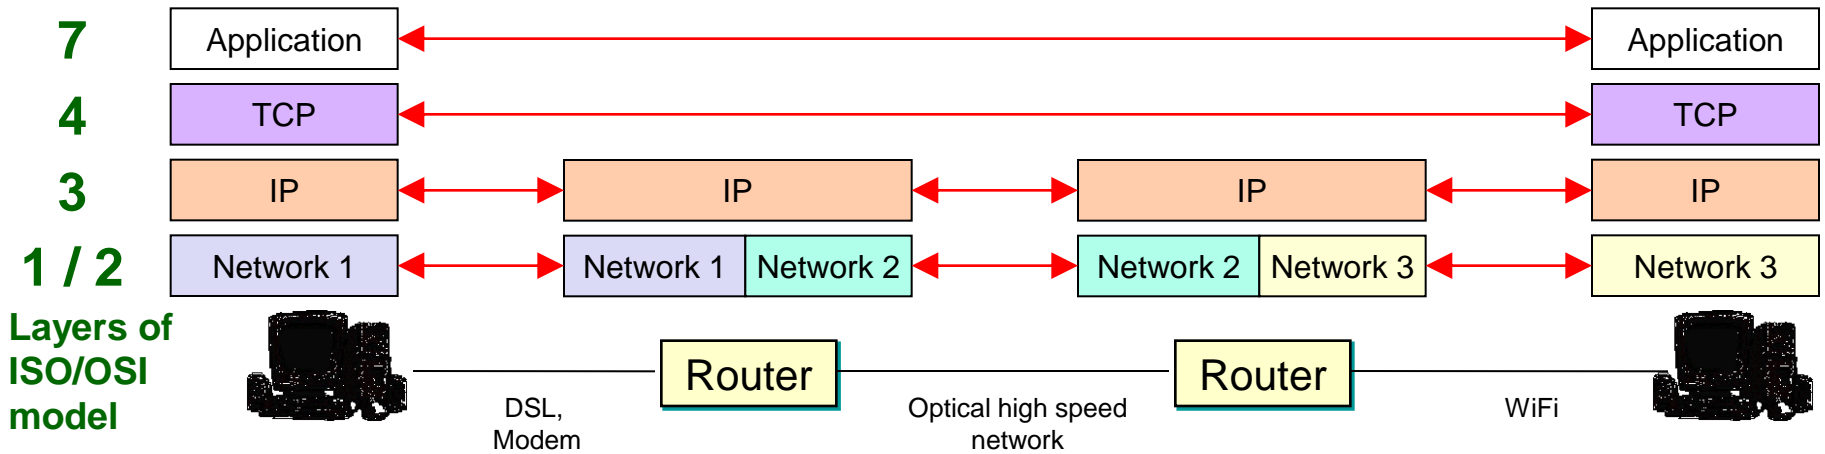 7 Application Application
4 TCP TCP
3 IP IP IP IP
1 / 2 Network 1 Network 1 Network 2 Network 2 Network 3 Network 3
Layers of
ISO/OSI
model
Router Router
DSL,
Modem
Optical high speed
network
WiFi